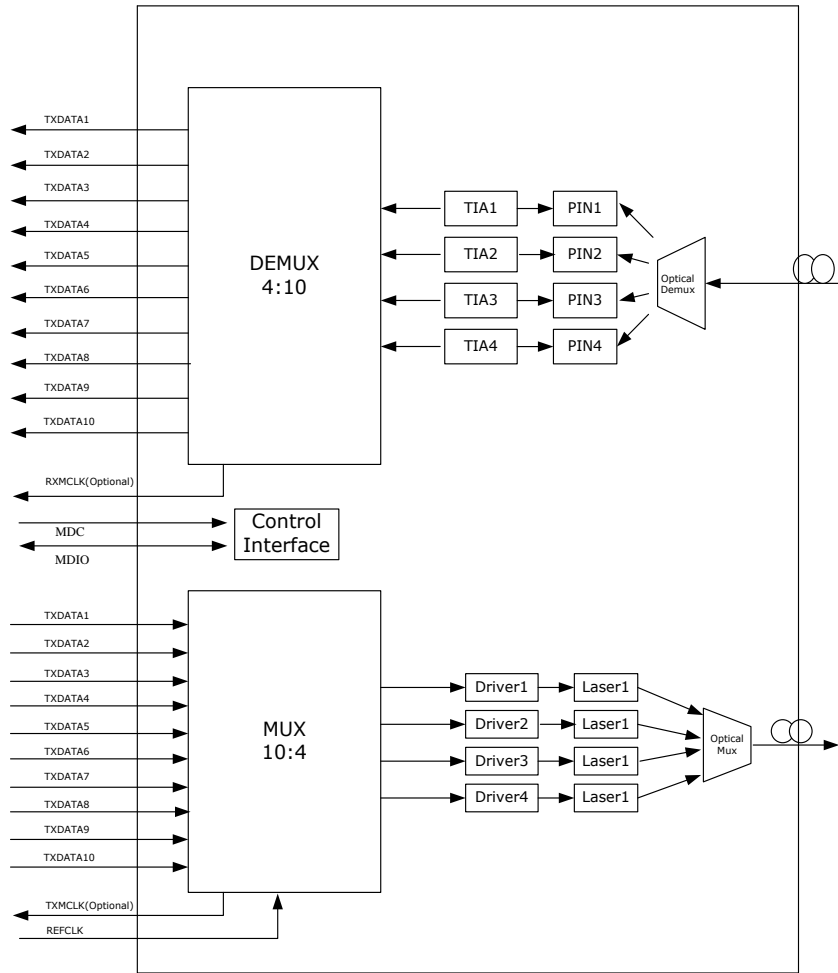 TXDATA1
TXDATA2
TXDATA3
TXDATA4
TXDATA5
TXDATA6
TXDATA7
TXDATA8
TXDATA9
TXDATA10
RXMCLK(Optional)
DEMUX
4:10
TIA1
PIN1
TIA2
PIN2
TIA3
PIN3
TIA4
PIN4
Optical
Demux
MDC
MDIO
Control
Interface
TXDATA1
TXDATA2
TXDATA3
TXDATA4
TXDATA5
TXDATA6
TXDATA7
TXDATA8
TXDATA9
TXDATA10
TXMCLK(Optional)
REFCLK
MUX
10:4
Driver1
Laser1
Driver2
Laser1
Driver3
Laser1
Driver4
Laser1
Optical
Mux